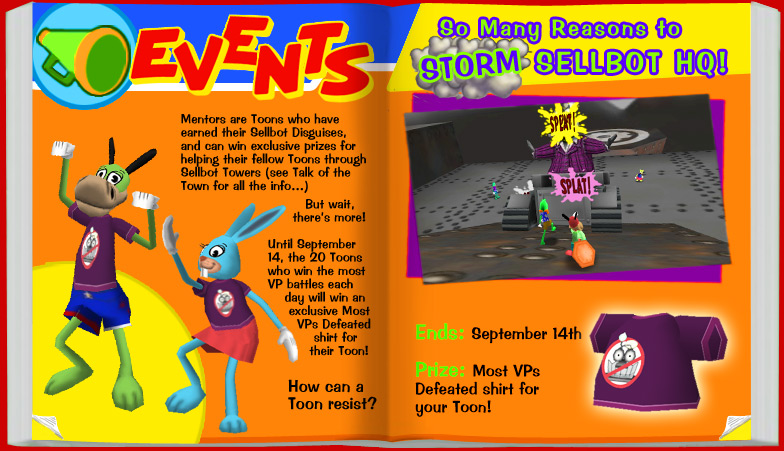 EVENTS
Mentors are Toons who have
earned their Sellbot Disguises,
and can win exclusive prizes for
helping their fellow Toons through
Sellbot Towers (see Talk of the
Town for all the info...)
But wait,
there's more!
Until September
14, the 20 Toons
who win the most
VP battles each
day will win an
exclusive Most
VPs Defeated
shirt for
their Toon!
How can a
Toon resist?
So Many Reasons to
STORM SELLBOT HQ!
SPLAT!
SPLAT!
Ends: September 14th
Prize: Most VPs
Defeated shirt for
your Toon!